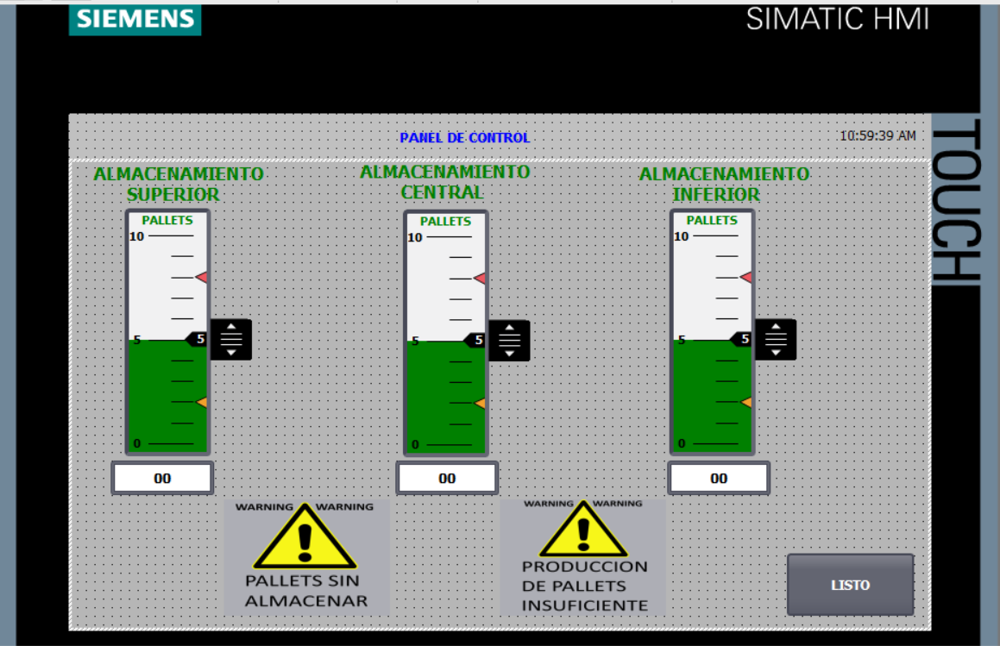 SIEMENS
SIMATIC HMI
TOUCH
PANEL DE CONTROL
10:59:39 AM
ALMACENAMIENTO
SUPERIOR
ALMACENAMIENTO
CENTRAL
ALMACENAMIENTO
INFERIOR
PALLETS
10
5
5
0
00
PALLETS
10
5
5
0
00
PALLETS
10
5
5
0
00
WARNING WARNING
PALLETS SIN
ALMACENAR
WARNING WARNING
PRODUCCION
DE PALLETS
INSUFICIENTE
LISTO